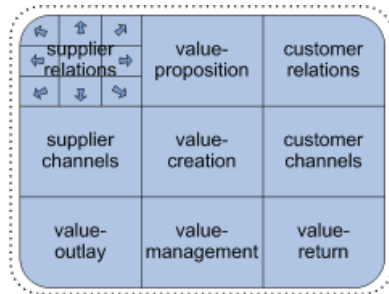 supplier
relations
value-
proposition
customer
relations
supplier
channels
value-
creation
customer
channels
value-
outlay
value-
management
value-
return